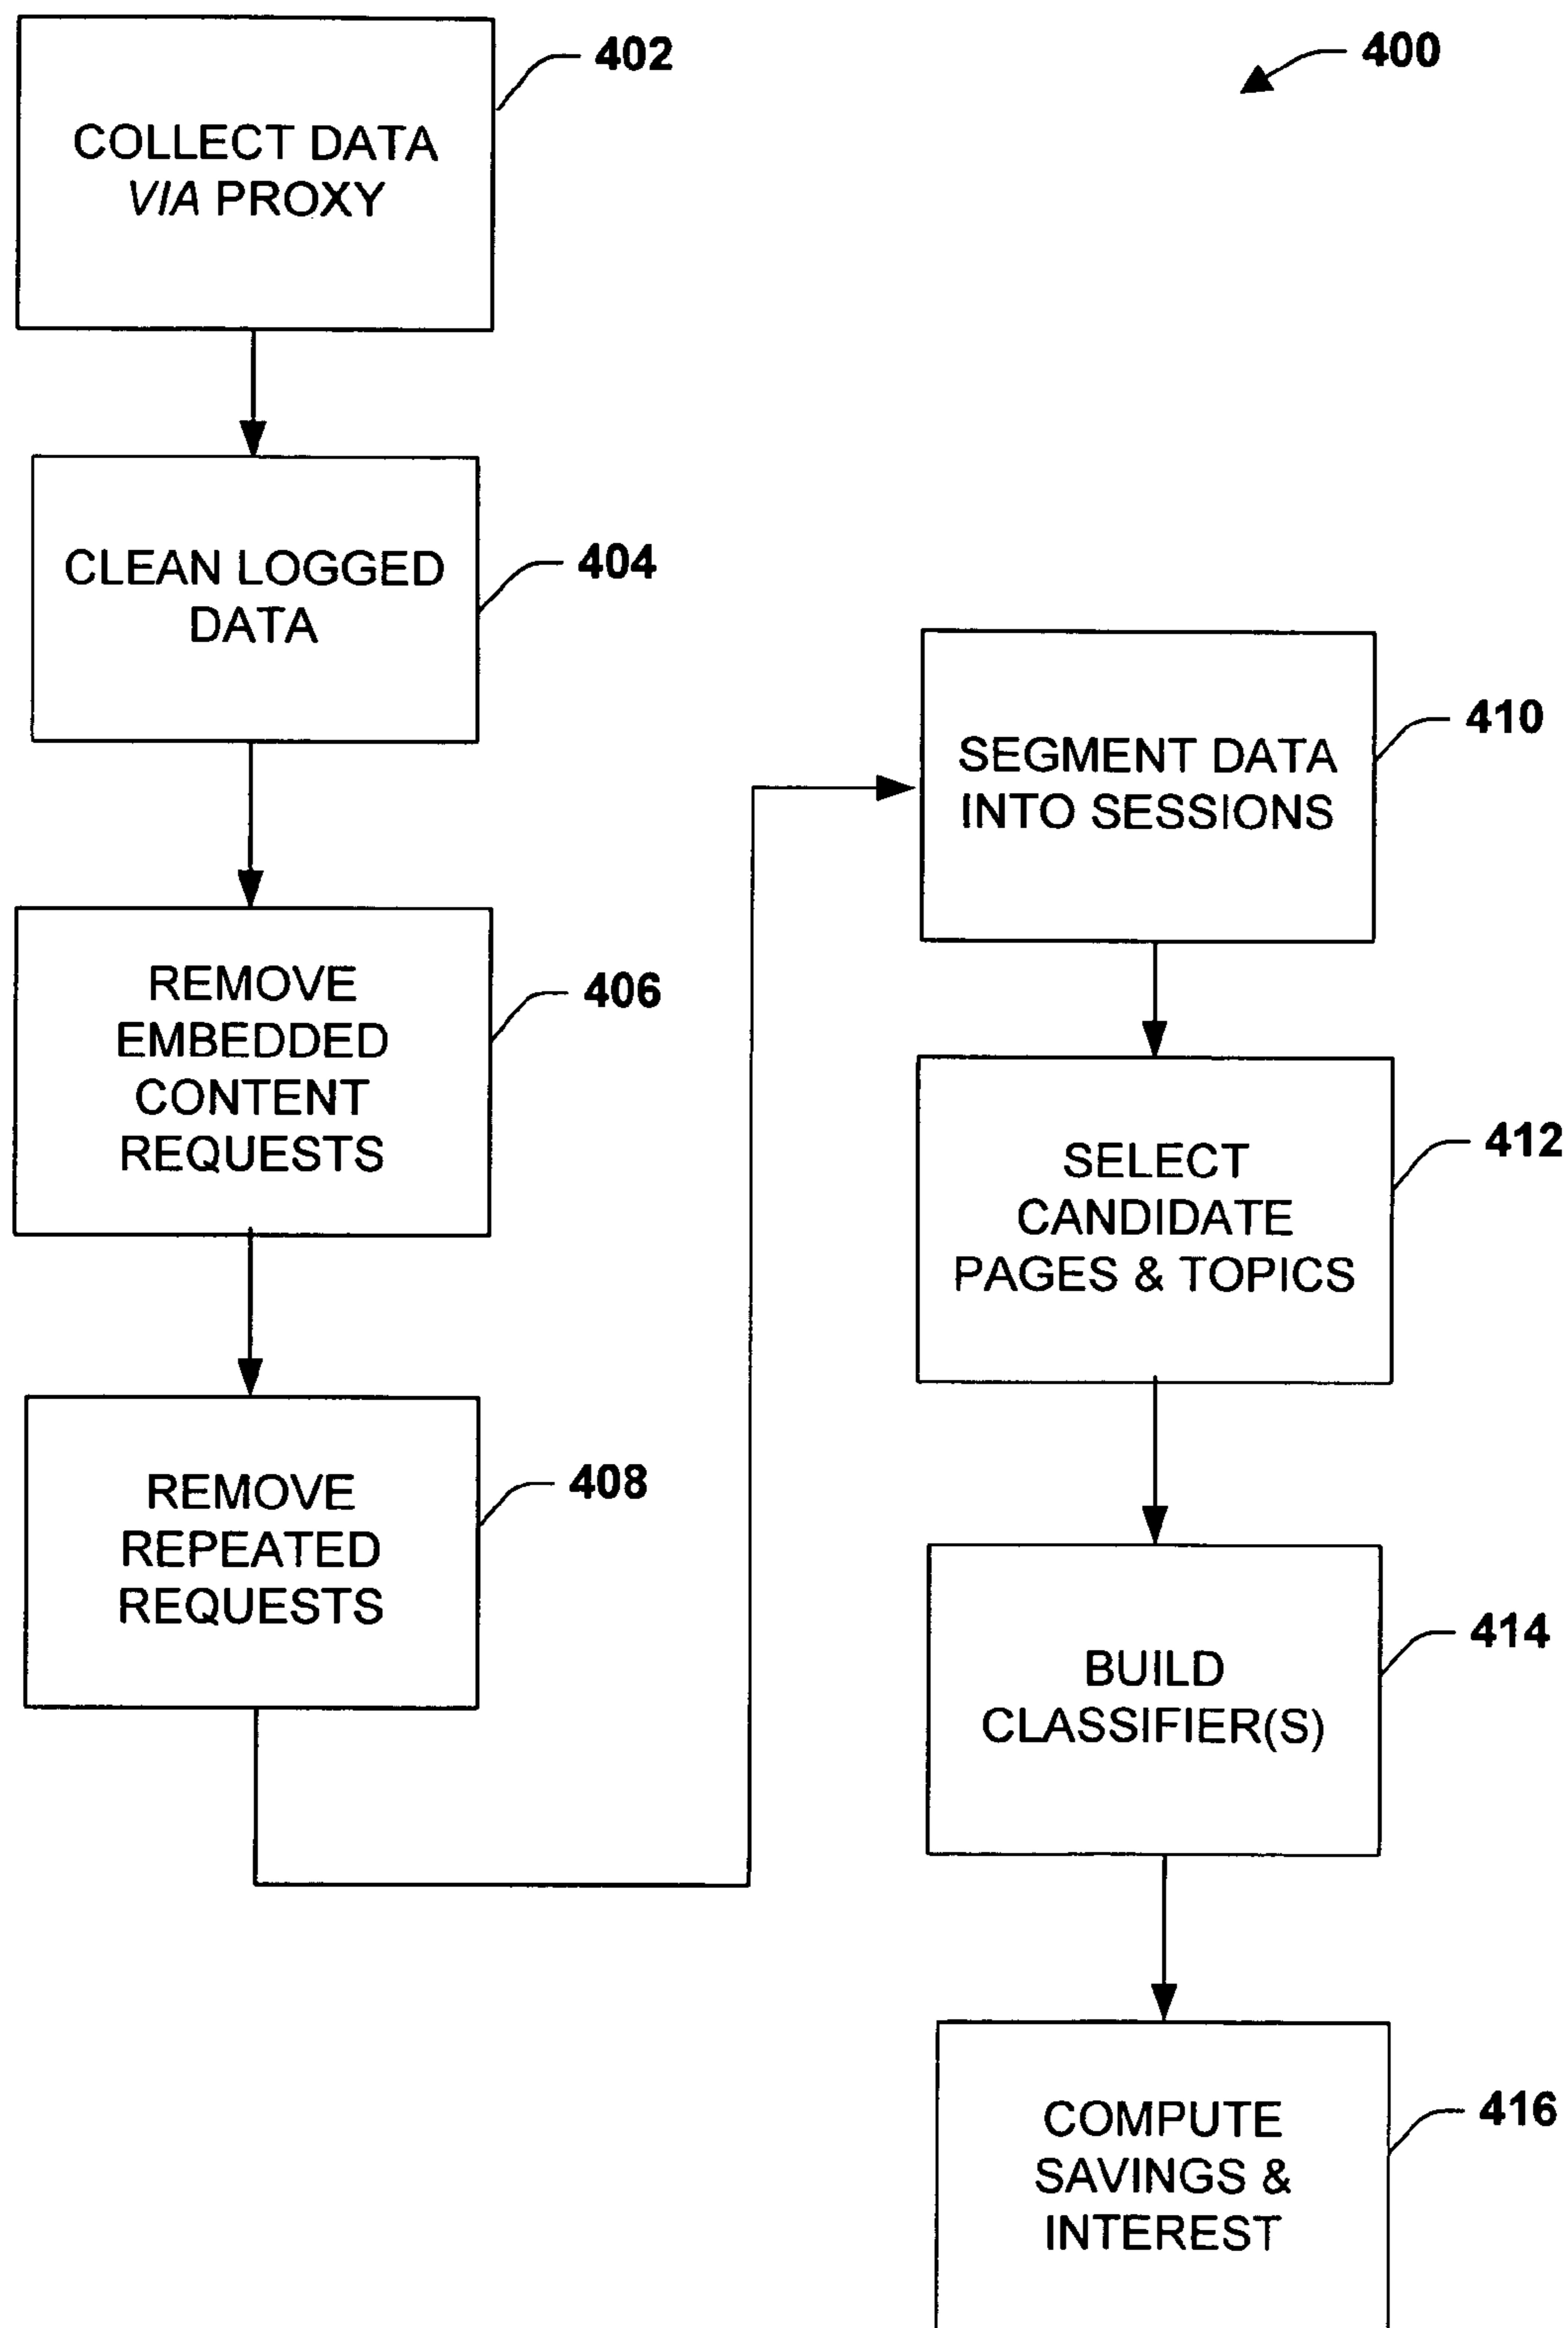 402
COLLECT DATA
VIA PROXY
400
CLEAN LOGGED
DATA
404
REMOVE
EMBEDDED
CONTENT
REQUESTS
406
REMOVE
REPEATED
REQUESTS
408
SEGMENT DATA
INTO SESSIONS
410
SELECT
CANDIDATE
PAGES & TOPICS
412
BUILD
CLASSIFIER(S)
414
COMPUTE
SAVINGS &
INTEREST
416